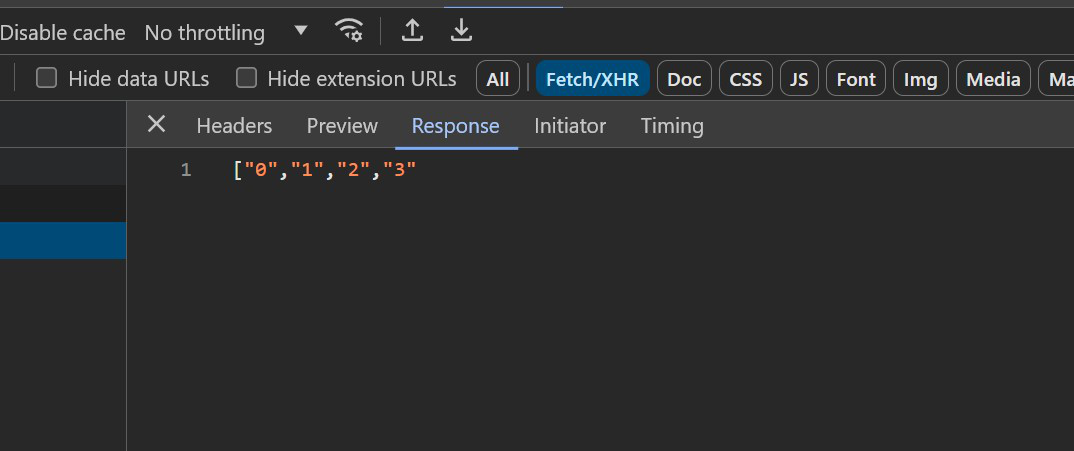 Disable cache No throttling
Hide data URLs Hide extension URLs All Fetch/XHR Doc CSS JS Font Img Media Ma
Headers Preview Response Initiator Timing
1 ["0","1","2","3"